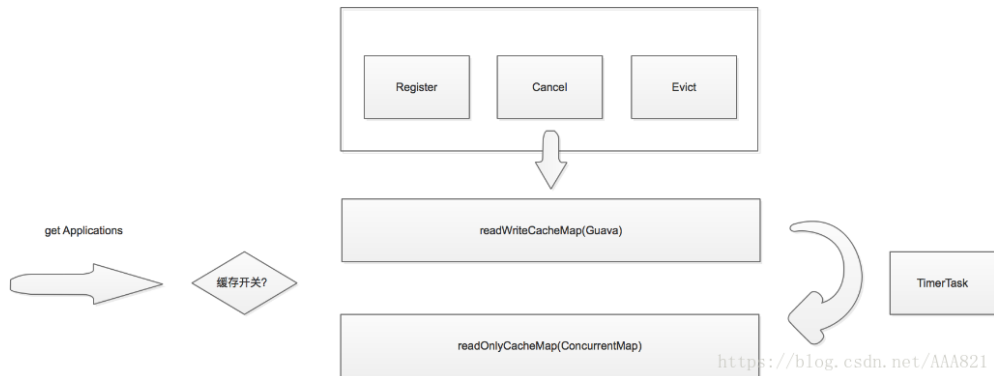 Register
Cancel
Evict
get Applications
readWriteCacheMap(Guava)
缓存开关?
TimerTask
readOnlyCacheMap(ConcurrentMap)
https://blog.csdn.net/AAA821